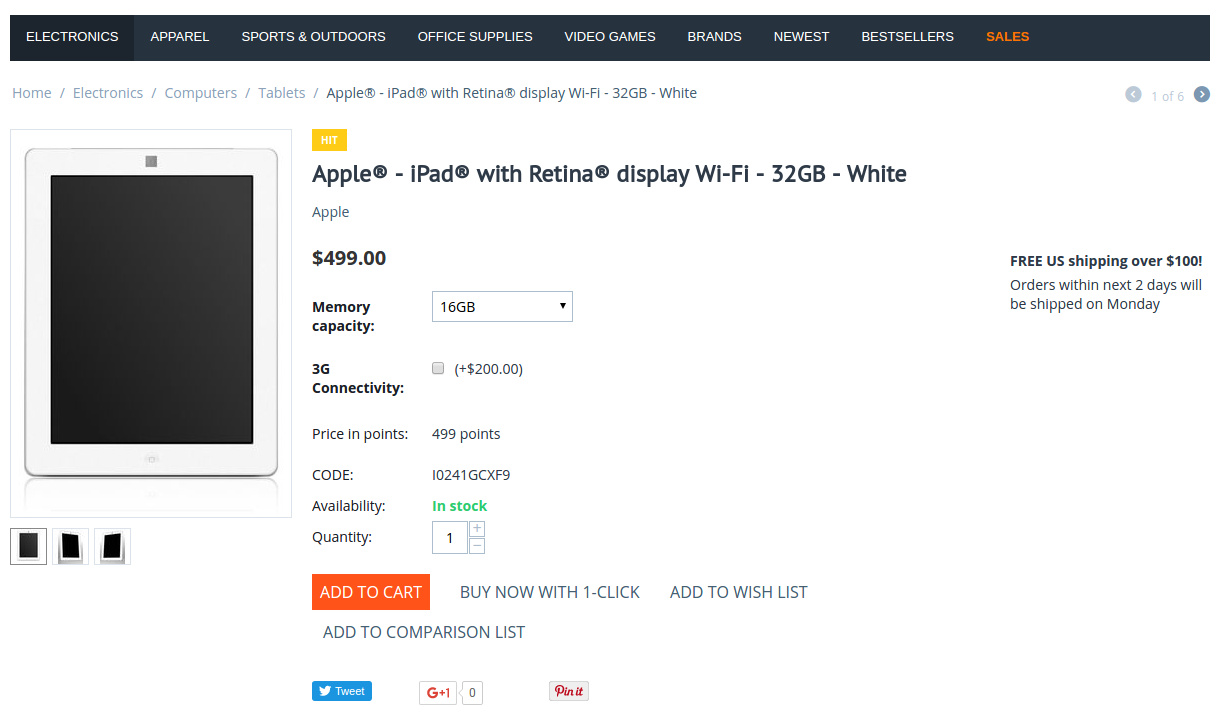 ELECTRONICS APPAREL SPORTS & OUTDOORS OFFICE SUPPLIES VIDEO GAMES BRANDS NEWEST BESTSELLERS SALES
Home / Electronics / Computers / Tablets / Apple® - iPad® with Retina® display Wi-Fi - 32GB - White
1 of 6
HIT
Apple® - iPad® with Retina® display Wi-Fi - 32GB - White
Apple
$499.00
FREE US shipping over $100!
Orders within next 2 days will
be shipped on Monday
Memory
capacity:
16GB
3G
Connectivity:
(+$200.00)
Price in points: 499 points
CODE: I0241GCXF9
Availability: In stock
Quantity: 1 + −
ADD TO CART BUY NOW WITH 1-CLICK ADD TO WISH LIST
ADD TO COMPARISON LIST
Tweet G+1 0 Pin it